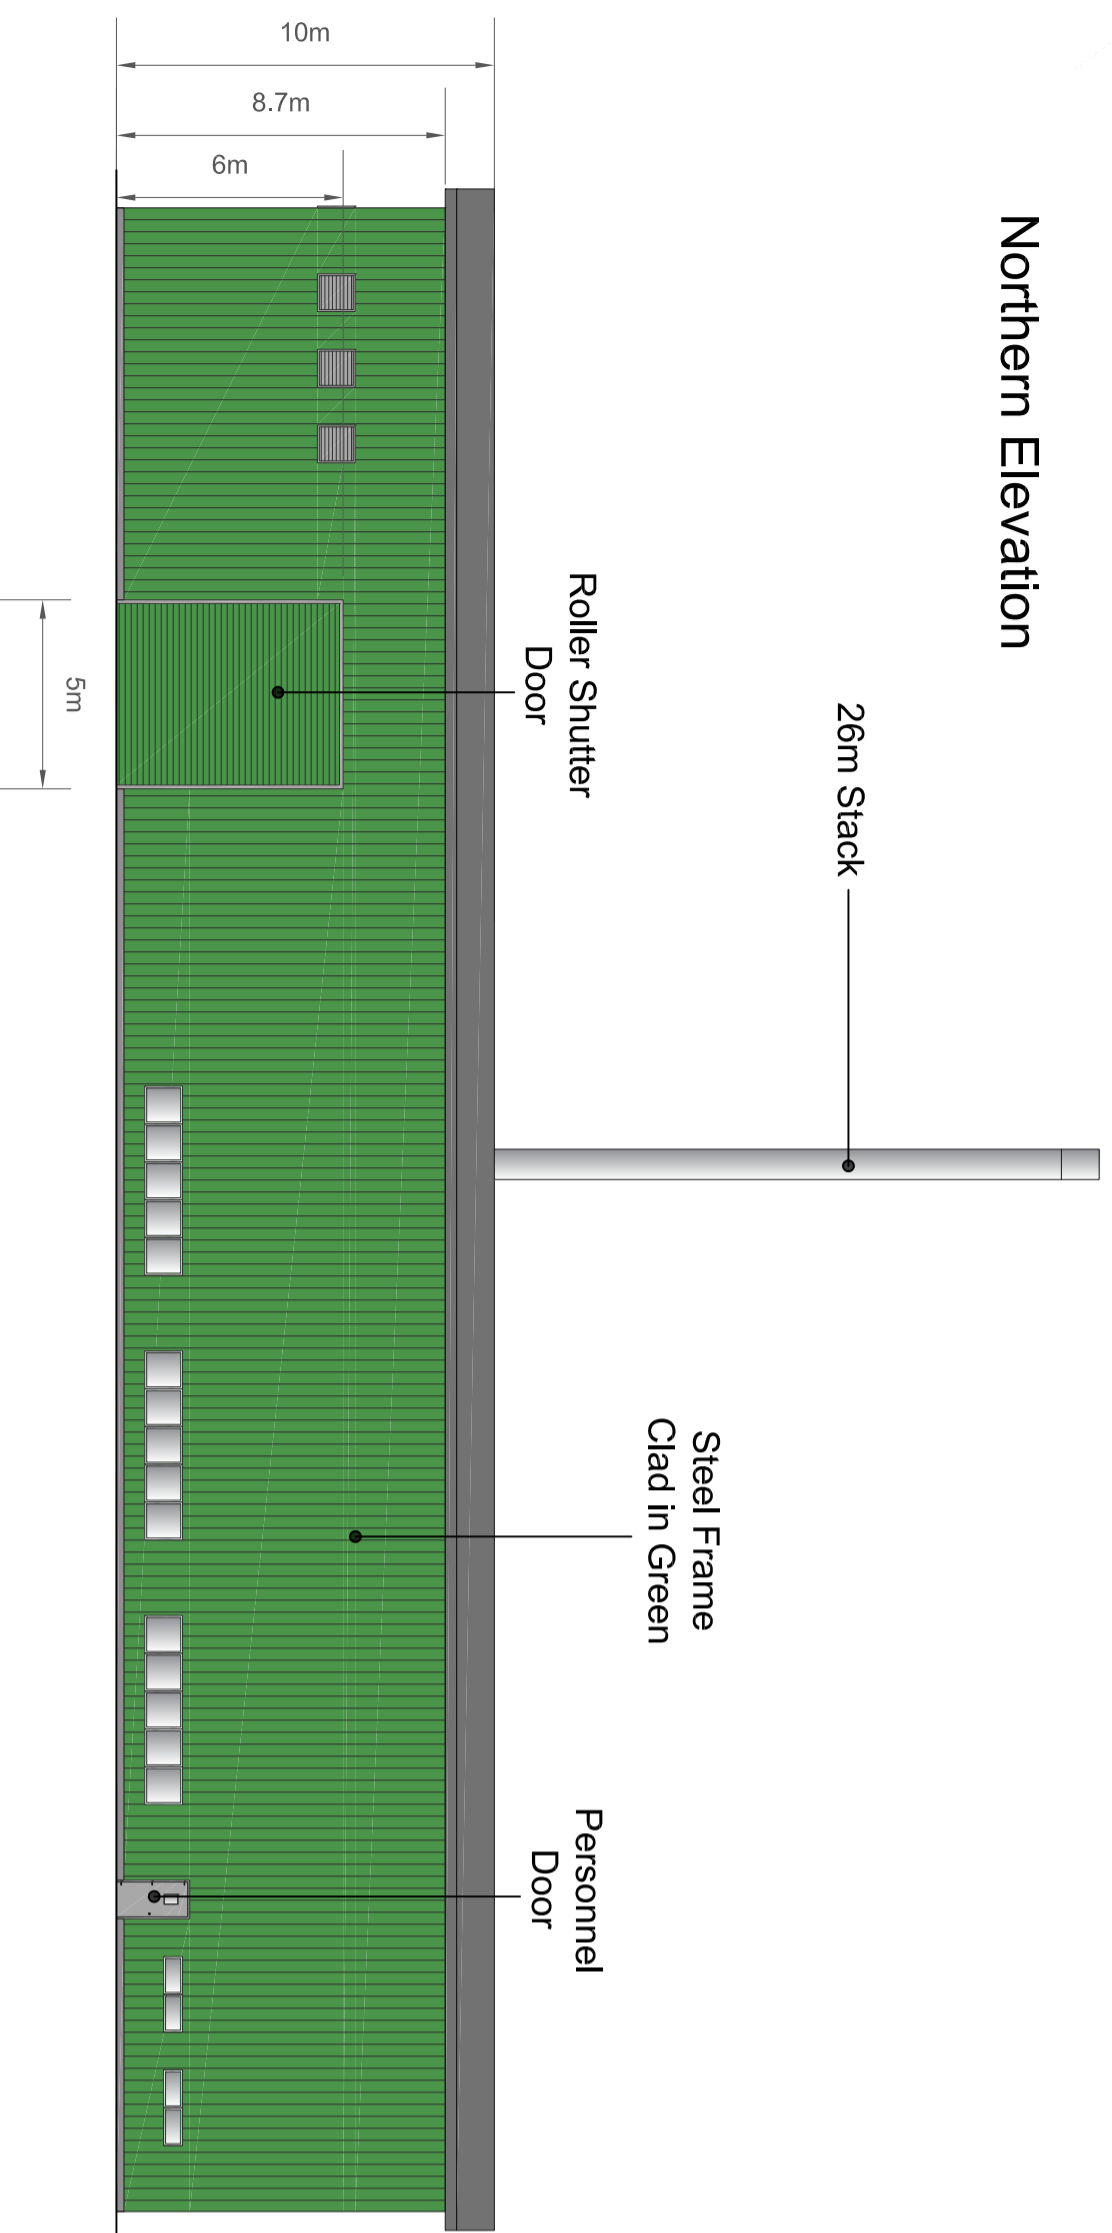 Northern Elevation
26m Stack
Roller Shutter
Door
Steel Frame
Clad in Green
Personnel
Door
10m
8.7m
6m
5m